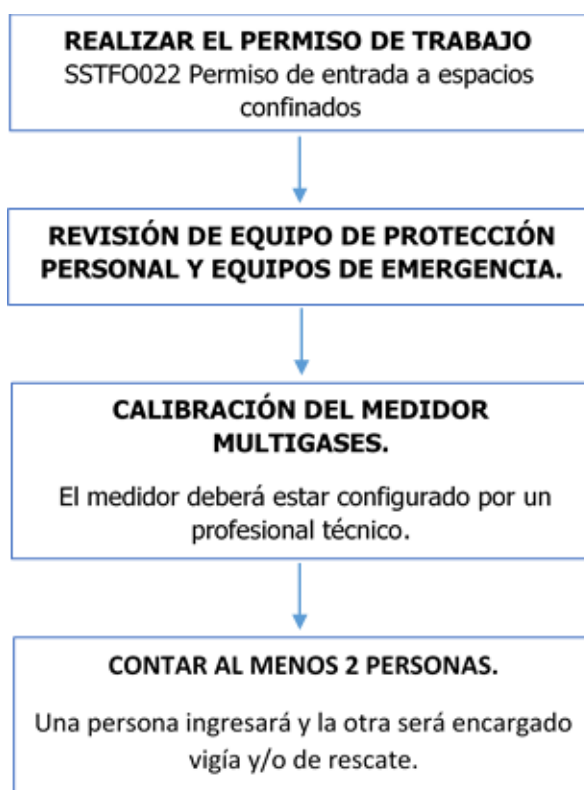 REALIZAR EL PERMISO DE TRABAJO
SSTFO022 Permiso de entrada a espacios
confinados
REVISIÓN DE EQUIPO DE PROTECCIÓN
PERSONAL Y EQUIPOS DE EMERGENCIA.
CALIBRACIÓN DEL MEDIDOR
MULTIGASES.
El medidor deberá estar configurado por un
profesional técnico.
CONTAR AL MENOS 2 PERSONAS.
Una persona ingresará y la otra será encargado
vigía y/o de rescate.